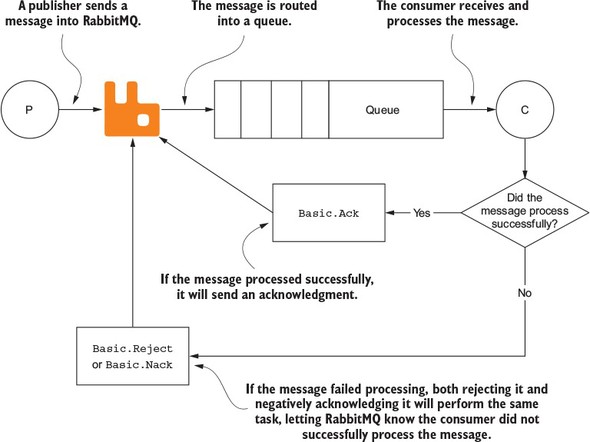 A publisher sends a
message into RabbitMQ.
The message is routed
into a queue.
The consumer receives and
processes the message.
P
Queue
C
Did the
message process
successfully?
Yes
Basic.Ack
If the message processed successfully,
it will send an acknowledgment.
No
Basic.Reject
or Basic.Nack
If the message failed processing, both rejecting it and
negatively acknowledging it will perform the same
task, letting RabbitMQ know the consumer did not
successfully process the message.